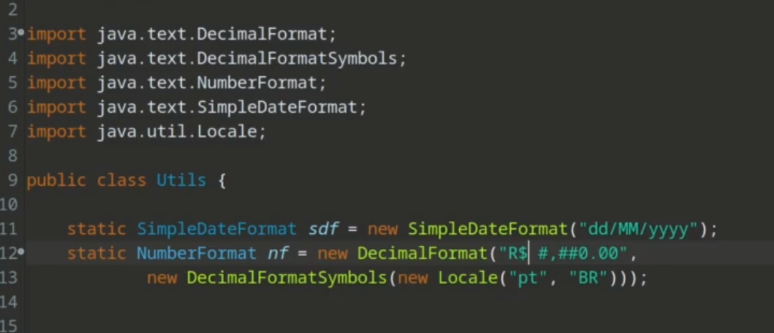 2
3 import java.text.DecimalFormat;
4 import java.text.DecimalFormatSymbols;
5 import java.text.NumberFormat;
6 import java.text.SimpleDateFormat;
7 import java.util.Locale;
8
9 public class Utils {
10
11 static SimpleDateFormat sdf = new SimpleDateFormat("dd/MM/yyyy");
12 static NumberFormat nf = new DecimalFormat("R$ #,##0.00",
13 new DecimalFormatSymbols(new Locale("pt", "BR")));
14
15